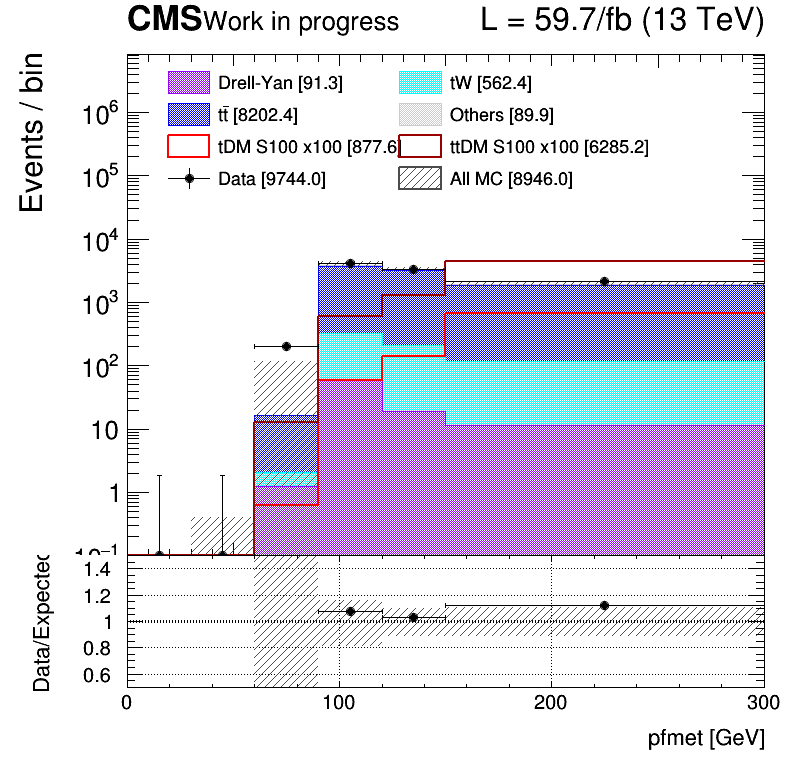 CMS Work in progress L = 59.7/fb (13 TeV)
Events / bin
Drell-Yan [91.3] tW [562.4]
tt̄ [8202.4] Others [89.9]
tDM S100 x100 [877.6] ttDM S100 x100 [6285.2]
Data [9744.0] All MC [8946.0]
10⁶
10⁵
10⁴
10³
10²
10
1
10⁻¹
Data/Expected
1.4
1.2
1
0.8
0.6
0 100 200 300
pfmet [GeV]